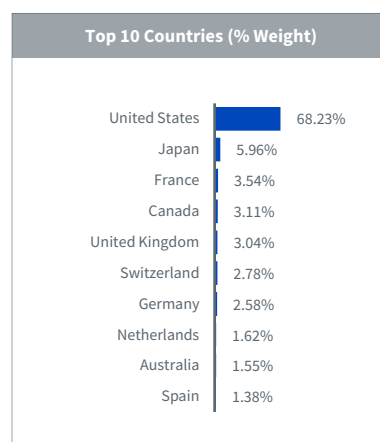 Top 10 Countries (% Weight)
United States 68.23%
Japan 5.96%
France 3.54%
Canada 3.11%
United Kingdom 3.04%
Switzerland 2.78%
Germany 2.58%
Netherlands 1.62%
Australia 1.55%
Spain 1.38%